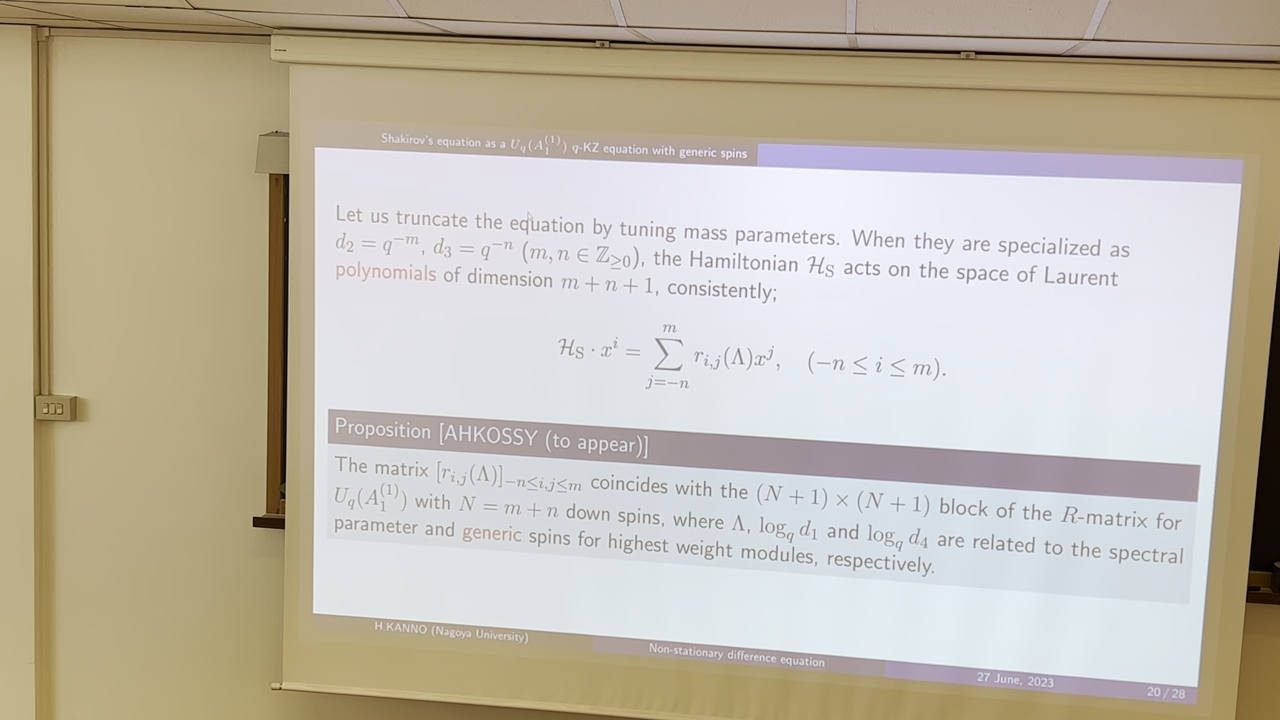 Shakirov's equation as a $U_q(A_1^{(1)})$ q-KZ equation with generic spins
Let us truncate the equation by tuning mass parameters. When they are specialized as
$d_2 = q^{-m}$, $d_3 = q^{-n}$ $(m, n \in \mathbb{Z}_{\geq 0})$, the Hamiltonian $\mathcal{H}_{\mathrm{S}}$ acts on the space of Laurent
polynomials of dimension $m + n + 1$, consistently;
$\mathcal{H}_{\mathrm{S}} \cdot x^i = \sum_{j=-n}^{m} r_{i,j}(\Lambda) x^j, \quad (-n \leq i \leq m).$
Proposition [AHKOSSY (to appear)]
The matrix $[r_{i,j}(\Lambda)]_{-n \leq i,j \leq m}$ coincides with the $(N + 1) \times (N + 1)$ block of the $R$-matrix for
$U_q(A_1^{(1)})$ with $N = m + n$ down spins, where $\Lambda$, $\log_q d_1$ and $\log_q d_4$ are related to the spectral
parameter and generic spins for highest weight modules, respectively.
H.KANNO (Nagoya University)
Non-stationary difference equation
27 June, 2023
20 / 28